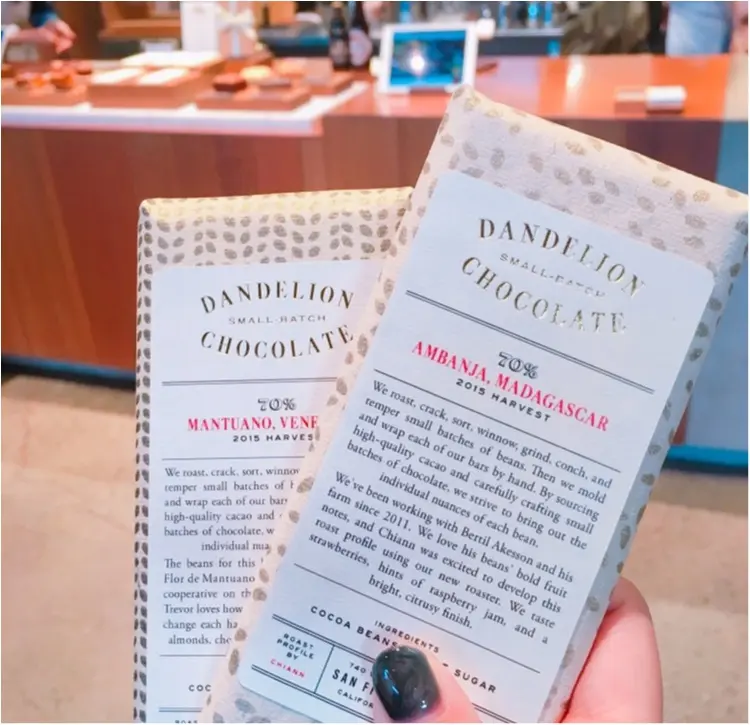 DANDELION
SMALL-BATCH
CHOCOLATE
70%
MANTUANO, VENE
2015 HARVES
We roast, crack, sort, winnow
temper small batches of
and wrap each of our bars
high-quality cacao and
batches of chocolate, w
individual nua
The beans for this
Flor de Mantuano
cooperative on th
Trevor loves how
change each ha
almonds, che
COC
ROAST
DANDELION
SMALL-BATCH
CHOCOLATE
70%
AMBANJA, MADAGASCAR
2015 HARVEST
We roast, crack, sort, winnow, grind, conch, and
temper small batches of beans. Then we mold
and wrap each of our bars by hand. By sourcing
high-quality cacao and carefully crafting small
batches of chocolate, we strive to bring out the
individual nuances of each bean.
We've been working with Bertil Akesson and his
farm since 2011. We love his beans' bold fruit
notes, and Chiann was excited to develop this
roast profile using our new roaster. We taste
strawberries, hints of raspberry jam, and a
bright, citrusy finish.
INGREDIENTS
COCOA BEANS SUGAR
ROAST
PROFILE
BY
CHIANN
740
SAN F
CALIFOR